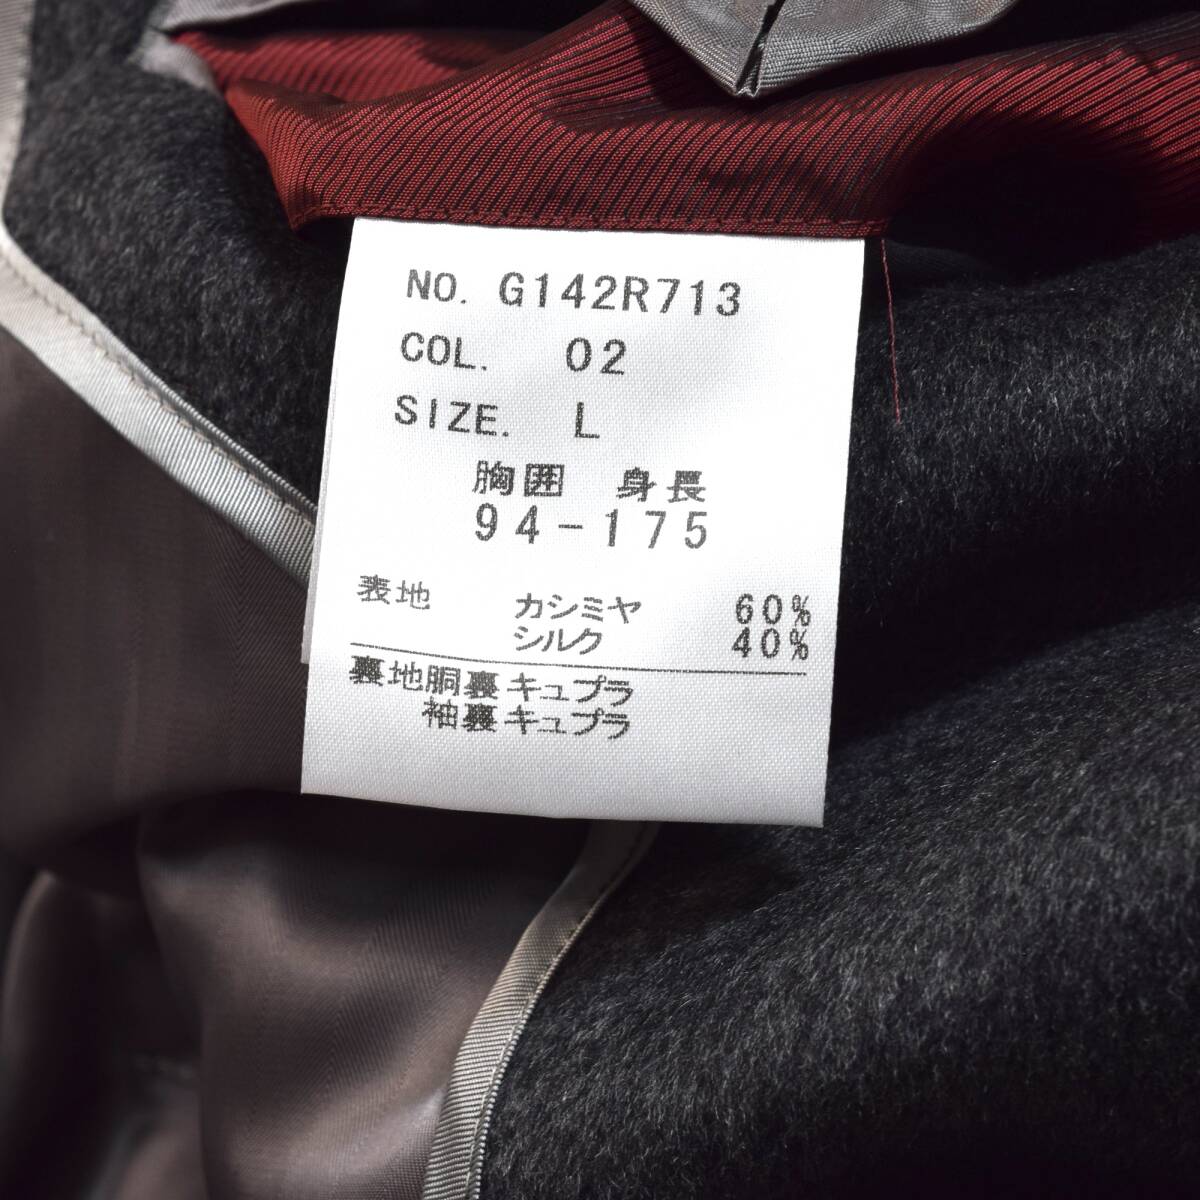 NO. G142R713
COL. 02
SIZE. L
胸囲 身長
94-175
表地 カシミヤ 60%
シルク 40%
裏地胴裏キュプラ
袖裏キュプラ